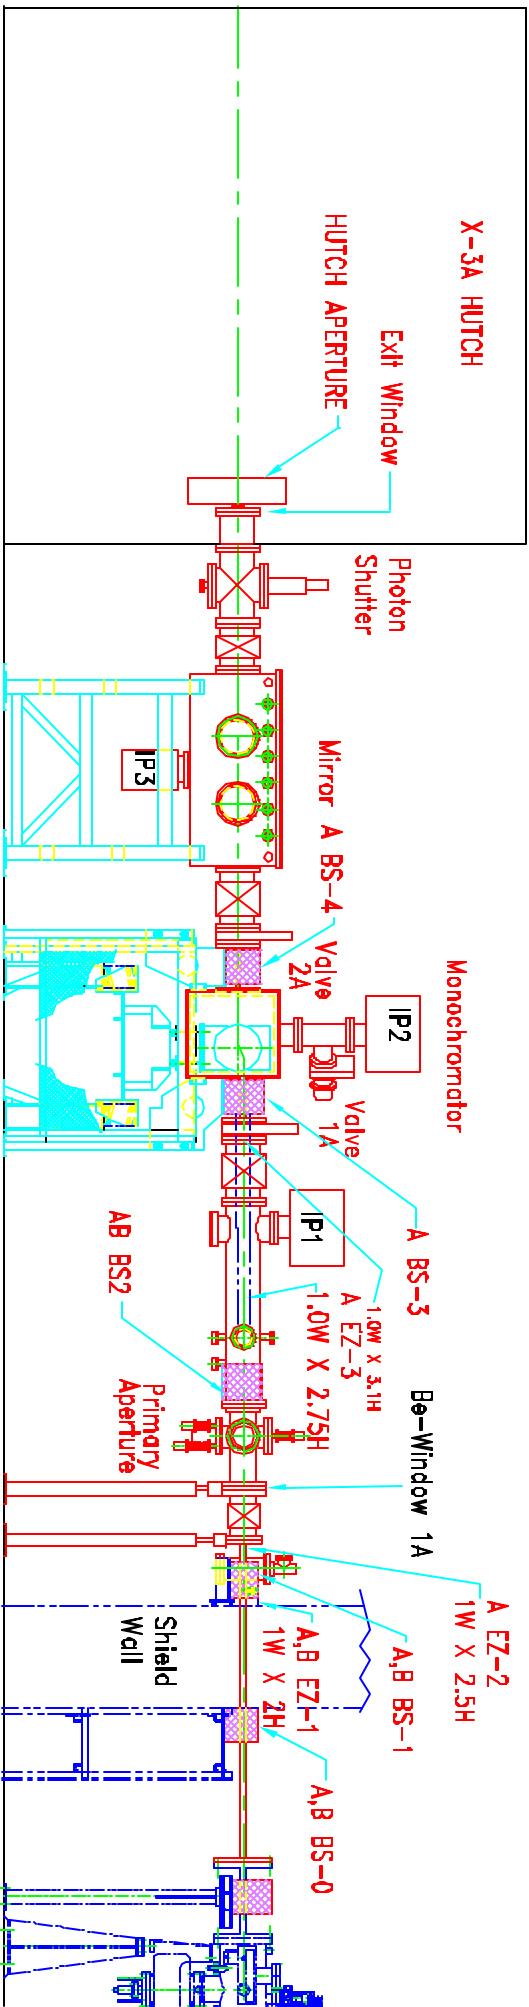 X-3A HUTCH
Exit Window
HUTCH APERTURE
Photon
Shutter
IP3
Mirror A BS-4
Valve
2A
Monochromator
IP2
Valve
1A
IP1
A BS-3
1.0W X 3.1H
A EZ-3
1.0W X 2.75H
AB BS2
Primary
Aperture
Be-Window 1A
A EZ-2
1W X 2.5H
A,B BS-1
A,B EZ-1
1W X 2H
Shield
Wall
A,B BS-0